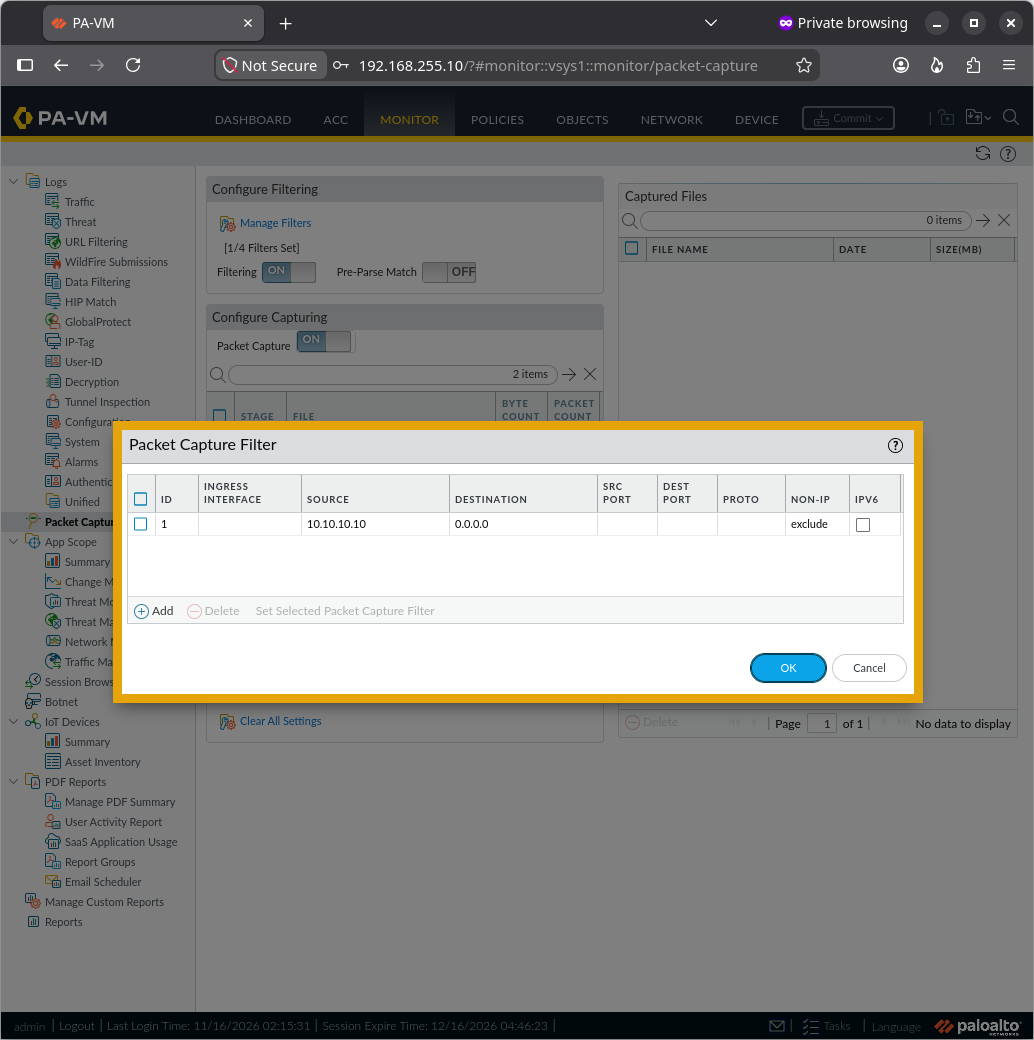 PA-VM
Private browsing
Not Secure
192.168.255.10/?#monitor::vsys1::monitor/packet-capture
PA-VM
DASHBOARD
ACC
MONITOR
POLICIES
OBJECTS
NETWORK
DEVICE
Commit
Logs
Traffic
Threat
URL Filtering
WildFire Submissions
Data Filtering
HIP Match
GlobalProtect
IP-Tag
User-ID
Decryption
Tunnel Inspection
Configuration
System
Alarms
Authentic
Unified
Packet Captur
App Scope
Summary
Change M
Threat Mo
Threat Ma
Network M
Traffic Ma
Session Brows
Botnet
IoT Devices
Summary
Asset Inventory
PDF Reports
Manage PDF Summary
User Activity Report
SaaS Application Usage
Report Groups
Email Scheduler
Manage Custom Reports
Reports
Configure Filtering
Manage Filters
[1/4 Filters Set]
Filtering ON Pre-Parse Match OFF
Configure Capturing
Packet Capture ON
2 items
STAGE FILE BYTE COUNT PACKET COUNT
Captured Files
0 items
FILE NAME DATE SIZE(MB)
Packet Capture Filter
ID INGRESS INTERFACE SOURCE DESTINATION SRC PORT DEST PORT PROTO NON-IP IPV6
1 10.10.10.10 0.0.0.0 exclude
Add Delete Set Selected Packet Capture Filter
OK Cancel
Clear All Settings
Delete Page 1 of 1 No data to display
admin | Logout | Last Login Time: 11/16/2026 02:15:31 | Session Expire Time: 12/16/2026 04:46:23 |
| Tasks | Language
paloalto
NETWORKS